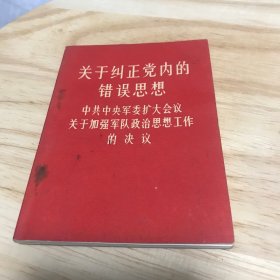 关于纠正党内的
错误思想
中共中央军委扩大会议
关于加强军队政治思想工作
的决议